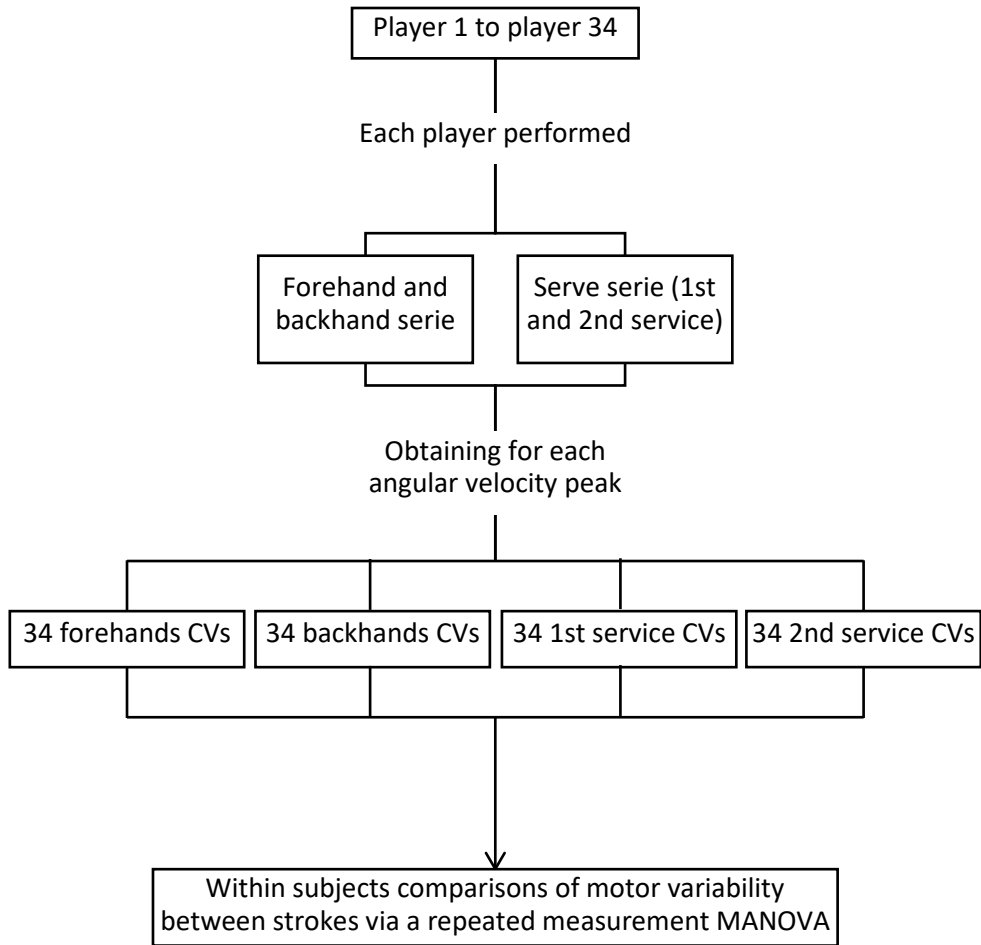 Player 1 to player 34
Each player performed
Forehand and
backhand serie
Serve serie (1st
and 2nd service)
Obtaining for each
angular velocity peak
34 forehands CVs
34 backhands CVs
34 1st service CVs
34 2nd service CVs
Within subjects comparisons of motor variability
between strokes via a repeated measurement MANOVA